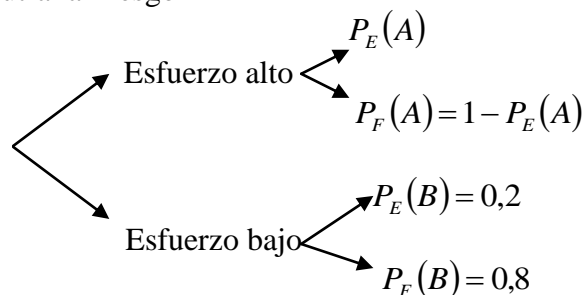 P_E(A)
Esfuerzo alto
P_F(A) = 1 − P_E(A)
P_E(B) = 0,2
Esfuerzo bajo
P_F(B) = 0,8